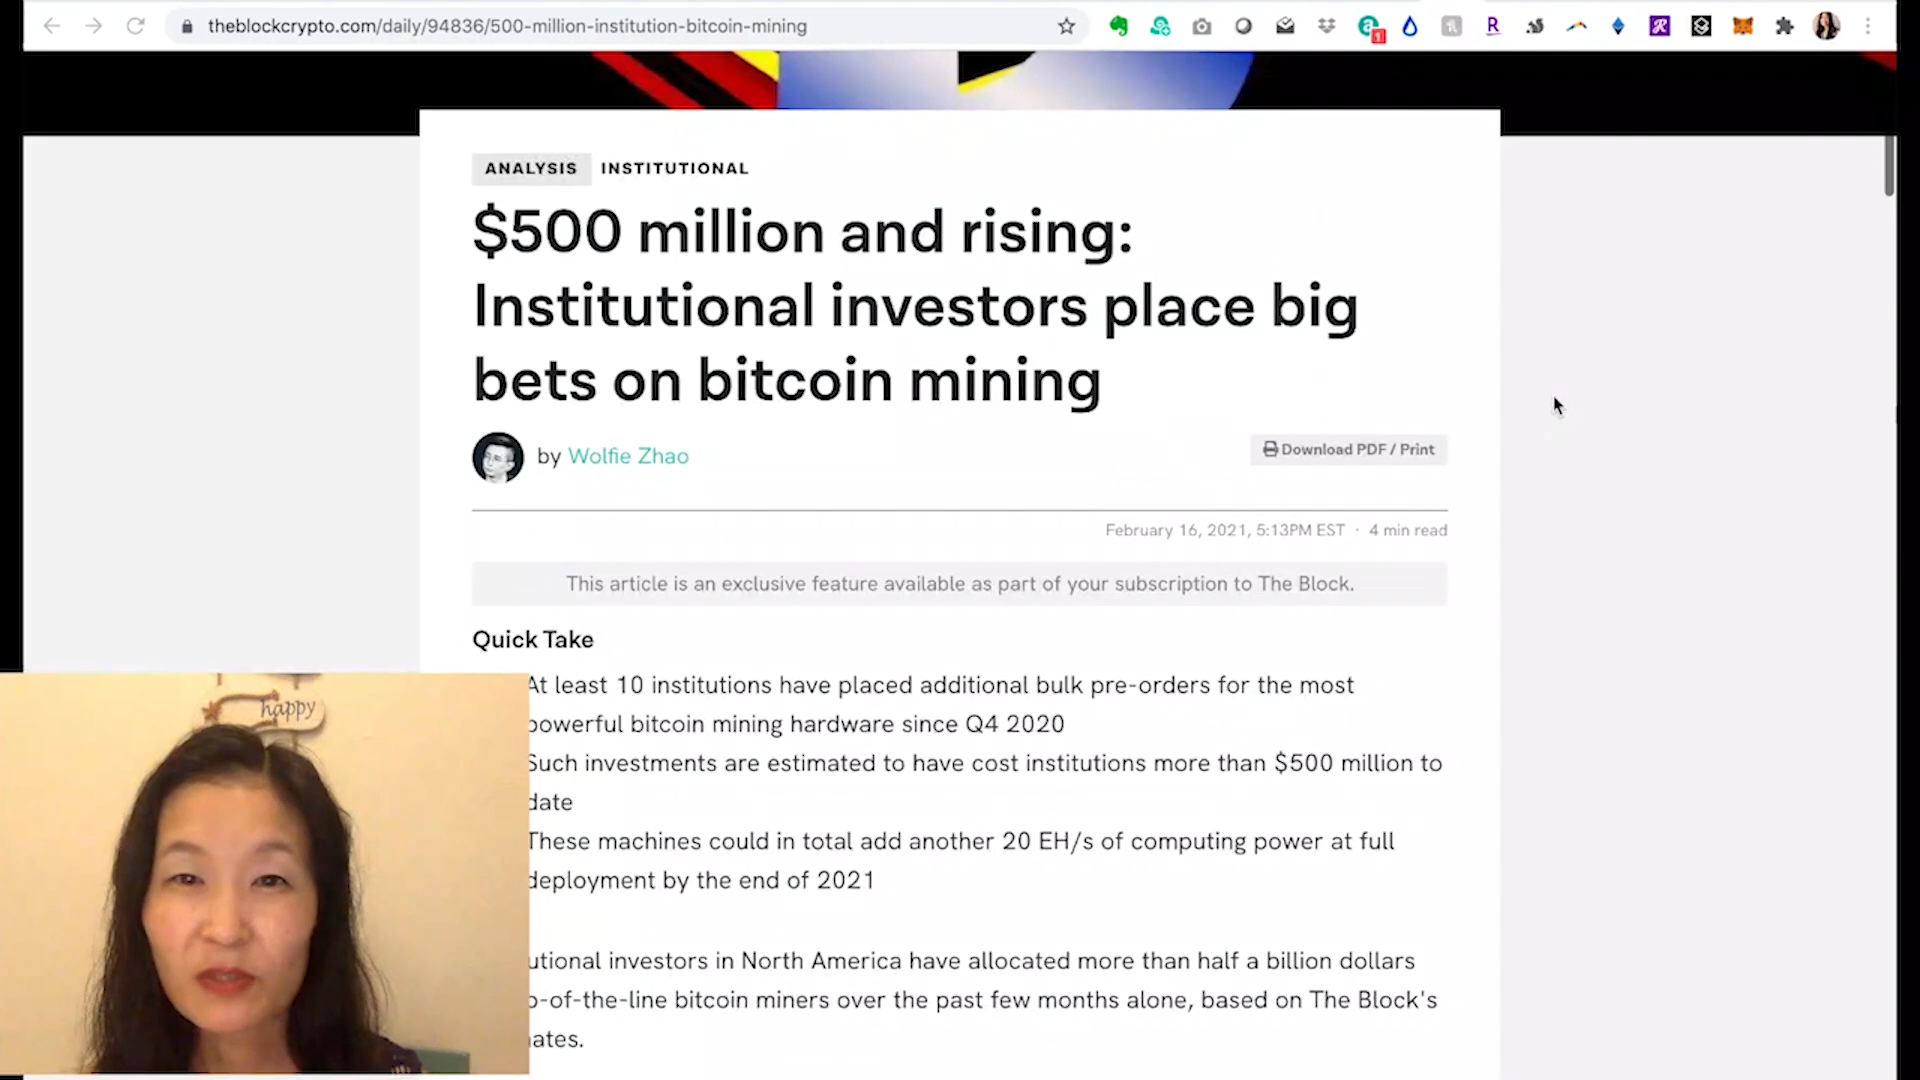 theblockcrypto.com/daily/94836/500-million-institution-bitcoin-mining
ANALYSIS INSTITUTIONAL
$500 million and rising:
Institutional investors place big
bets on bitcoin mining
by Wolfie Zhao
Download PDF / Print
February 16, 2021, 5:13PM EST · 4 min read
This article is an exclusive feature available as part of your subscription to The Block.
Quick Take
At least 10 institutions have placed additional bulk pre-orders for the most
powerful bitcoin mining hardware since Q4 2020
Such investments are estimated to have cost institutions more than $500 million to
date
These machines could in total add another 20 EH/s of computing power at full
deployment by the end of 2021
utional investors in North America have allocated more than half a billion dollars
o-of-the-line bitcoin miners over the past few months alone, based on The Block's
ates.
happy